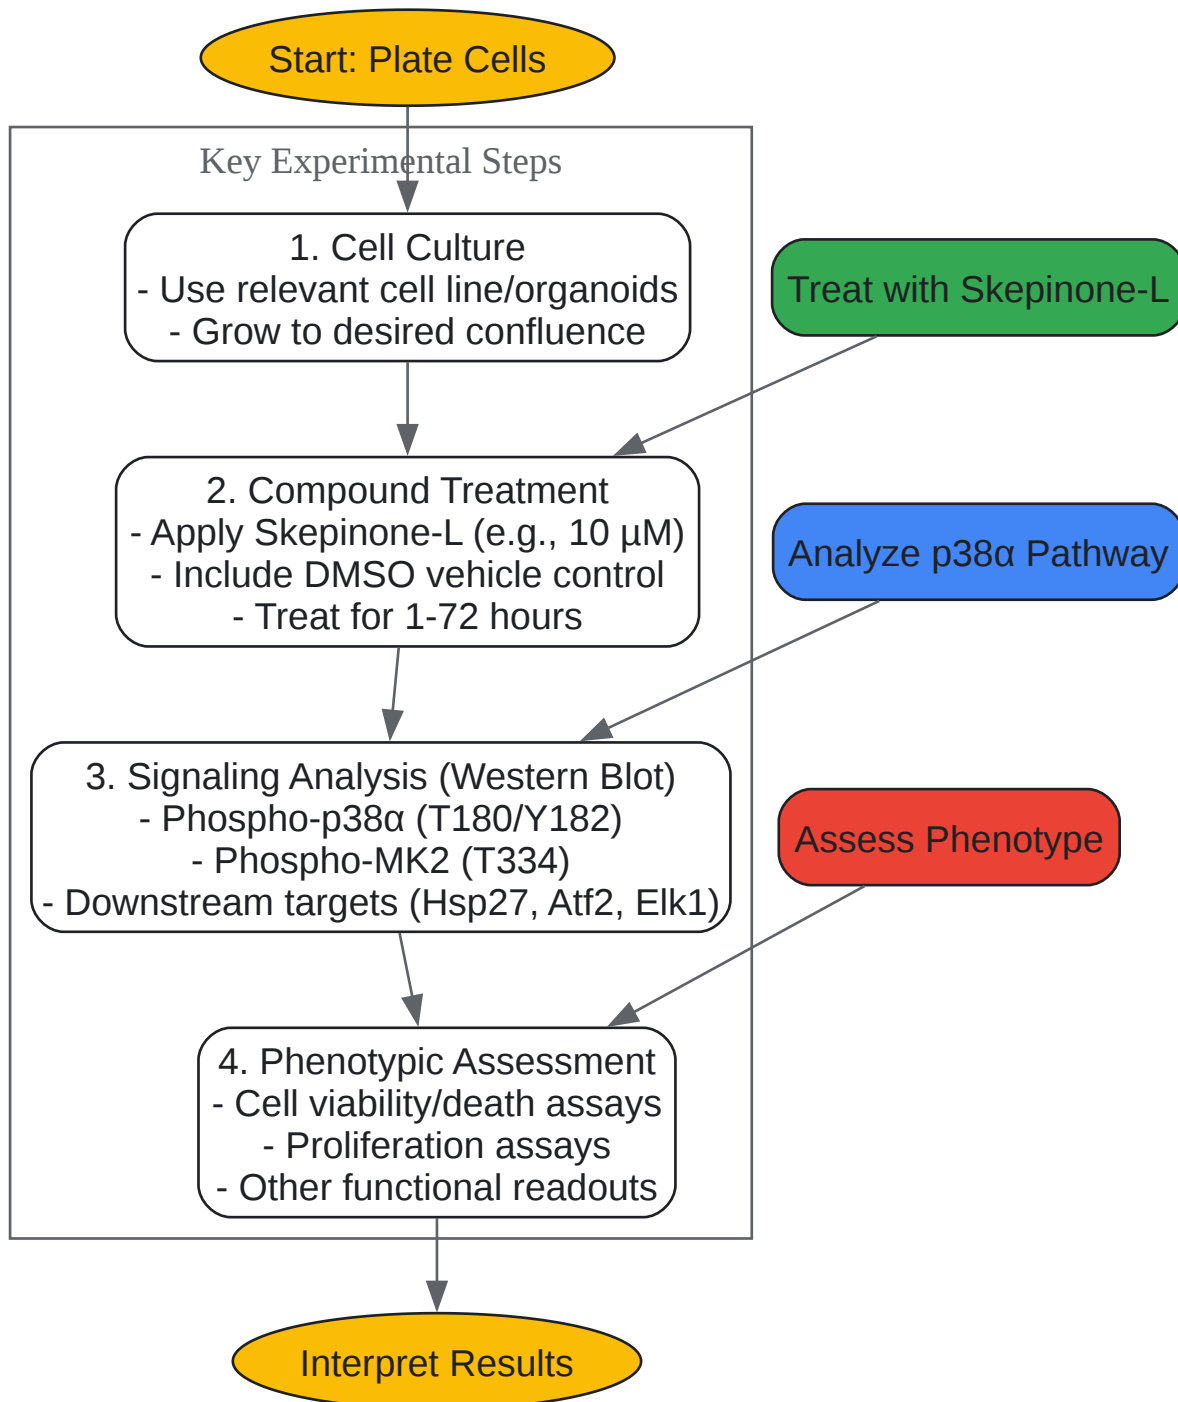 Start: Plate Cells
Key Experimental Steps
1. Cell Culture
- Use relevant cell line/organoids
- Grow to desired confluence
Treat with Skepinone-L
2. Compound Treatment
- Apply Skepinone-L (e.g., 10 µM)
- Include DMSO vehicle control
- Treat for 1-72 hours
Analyze p38α Pathway
3. Signaling Analysis (Western Blot)
- Phospho-p38α (T180/Y182)
- Phospho-MK2 (T334)
- Downstream targets (Hsp27, Atf2, Elk1)
Assess Phenotype
4. Phenotypic Assessment
- Cell viability/death assays
- Proliferation assays
- Other functional readouts
Interpret Results